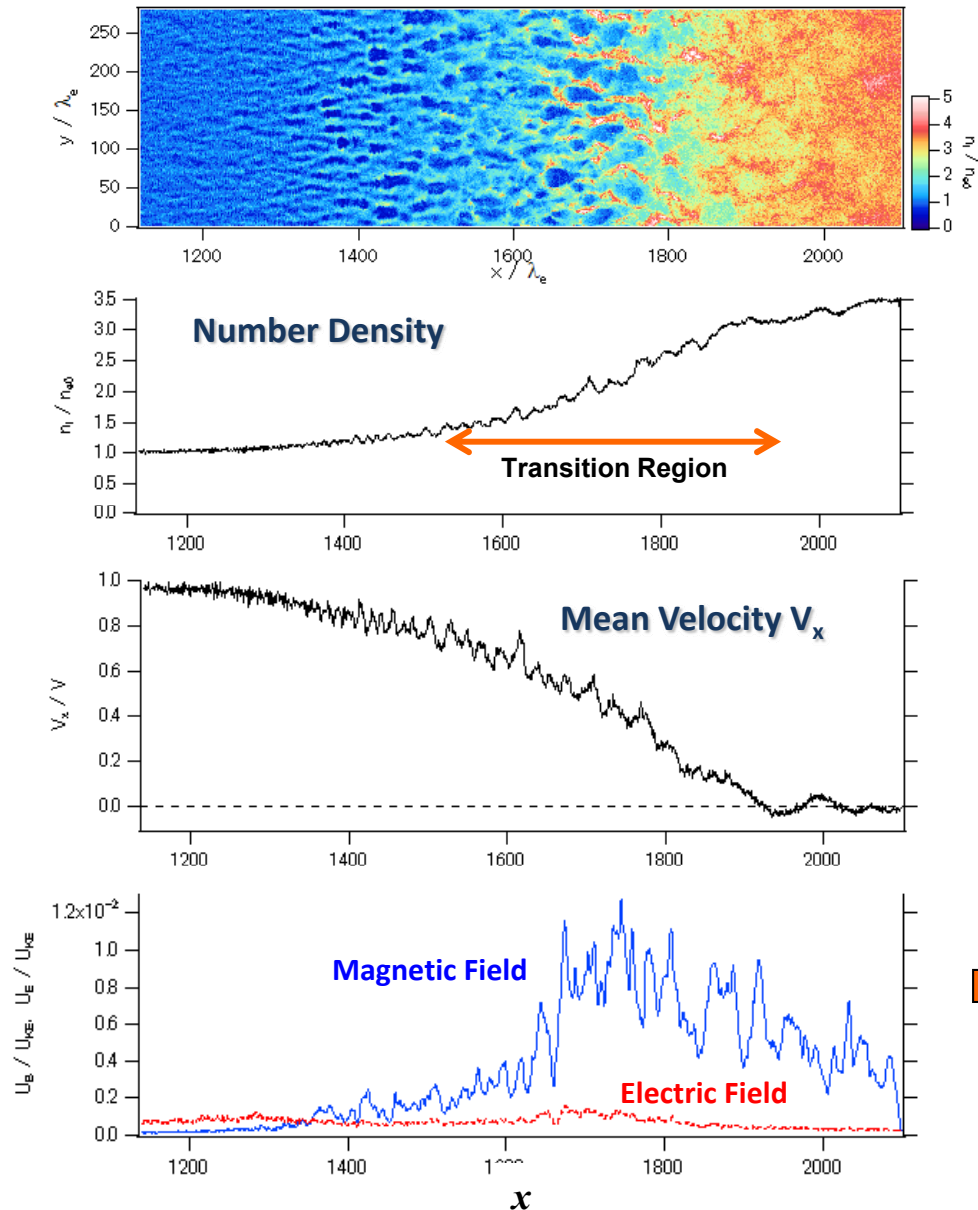 250
200
150
100
50
0
y / λe
5
4
3
2
1
0
nI / ne0
1200 1400 1600 1800 2000
x / λe
3.5
3.0
2.5
2.0
1.5
1.0
0.5
0.0
nI / ne0
Number Density
Transition Region
1200 1400 1600 1800 2000
1.0
0.8
0.6
0.4
0.2
0.0
Vx / V
Mean Velocity Vx
1200 1400 1600 1800 2000
1.2x10-2
1.0
0.8
0.6
0.4
0.2
0.0
UB / UKE, UE / UKE
Magnetic Field
Electric Field
1200 1400 1800 2000
x